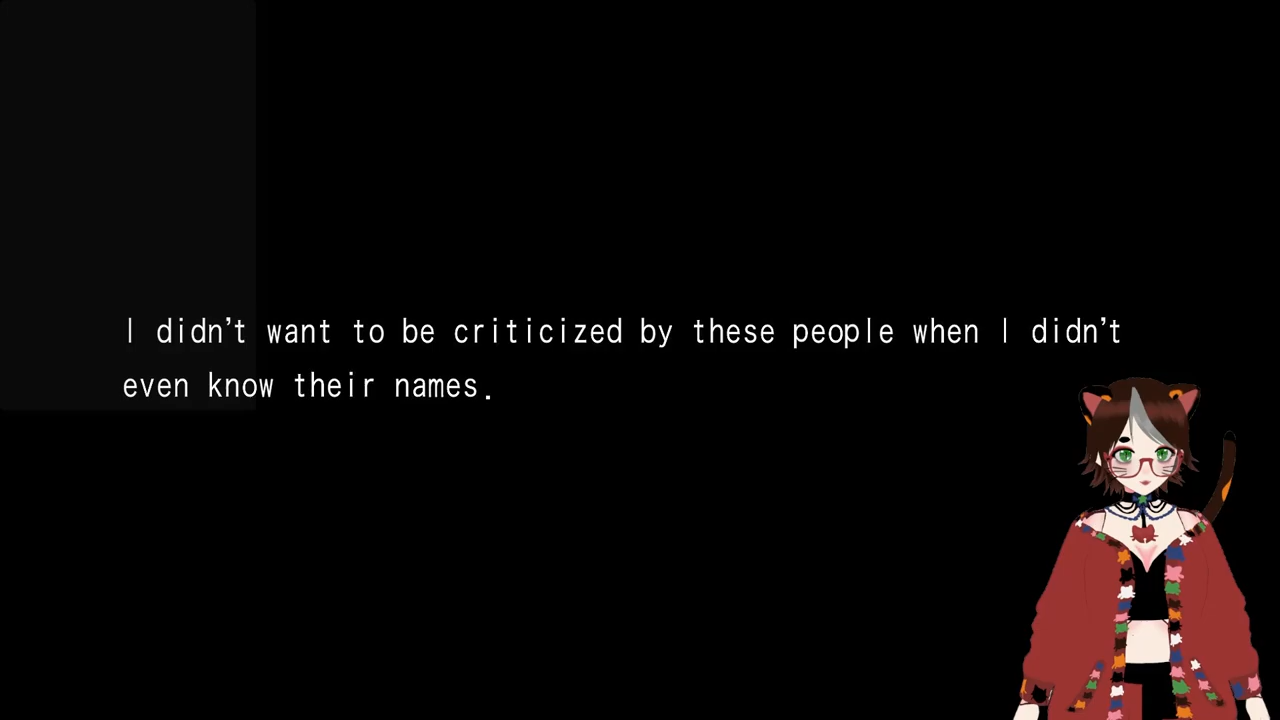 I didn’t want to be criticized by these people when I didn’t
even know their names.